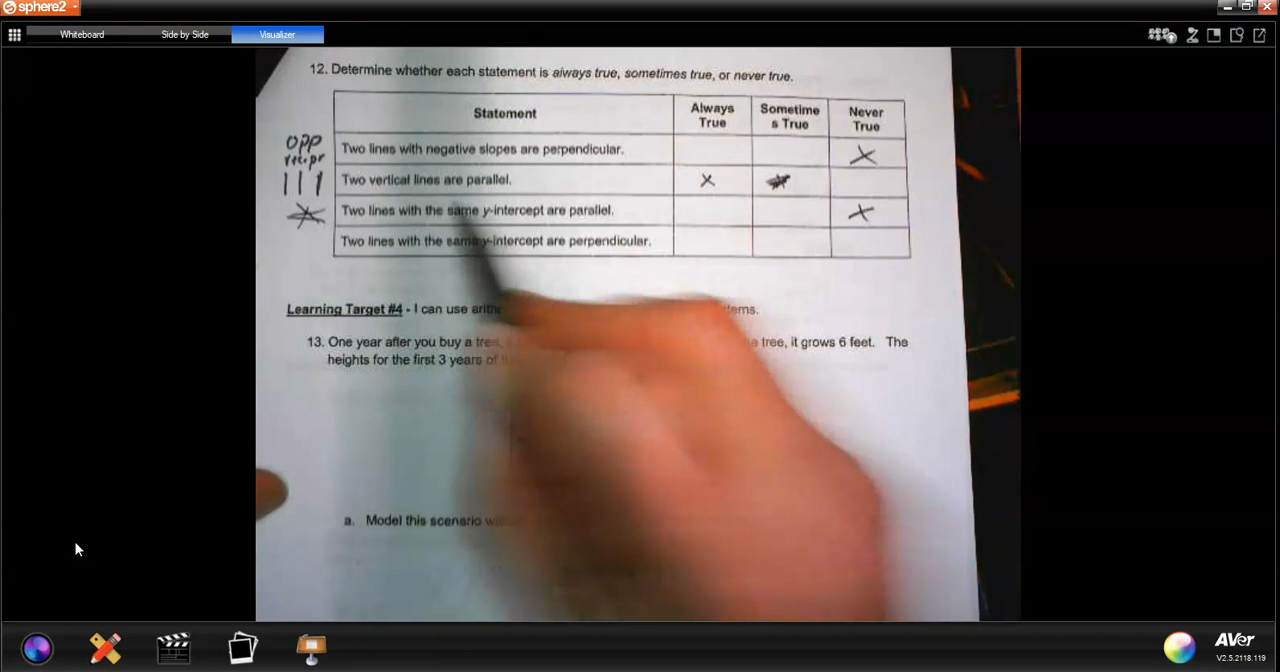 sphere2
Whiteboard
Side by Side
Visualizer
12. Determine whether each statement is always true, sometimes true, or never true.
Statement
Always
True
Sometime
s True
Never
True
opp
recipr
Two lines with negative slopes are perpendicular.
X
Two vertical lines are parallel.
X
Two lines with the same y-intercept are parallel.
X
Two lines with the same y-intercept are perpendicular.
Learning Target #4 - I can use
13. One year after you buy a tree,
tree, it grows 6 feet. The
heights for the first 3 years of
a. Model this scenario
AVer
V2.5.2118.119